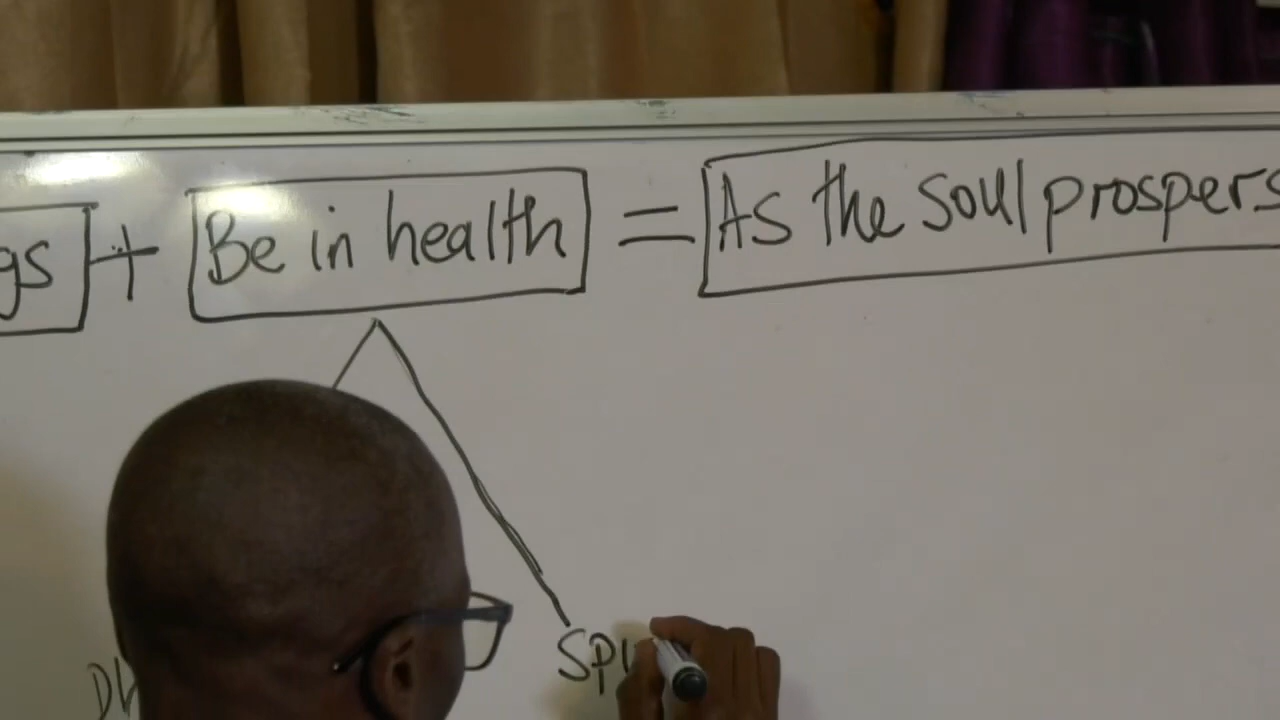 gs + Be in health = As the soul prospers